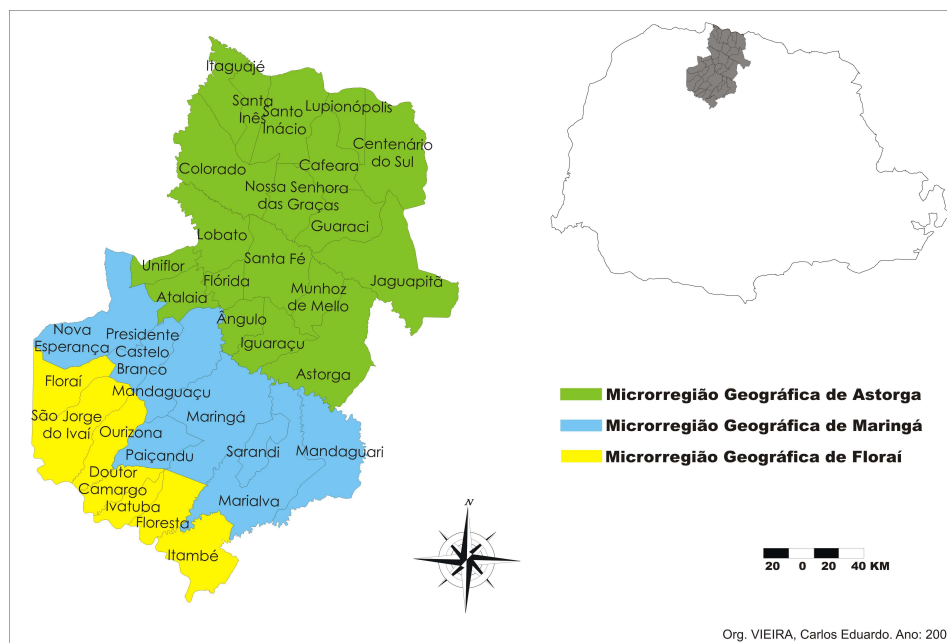 Itaguajé
Santa
Inês
Santo
Inácio
Lupionópolis
Centenário
do Sul
Colorado
Cafeara
Nossa Senhora
das Graças
Guaraci
Lobato
Santa Fé
Uniflor
Flórida
Jaguapitã
Munhoz
de Mello
Atalaia
Ângulo
Iguaraçu
Astorga
Nova
Esperança
Presidente
Castelo
Branco
Floraí
Mandaguaçu
Maringá
São Jorge
do Ivaí
Ourizona
Paiçandu
Sarandi
Mandaguari
Doutor
Camargo
Ivatuba
Floresta
Marialva
Itambé
Microrregião Geográfica de Astorga
Microrregião Geográfica de Maringá
Microrregião Geográfica de Floraí
N
20 0 20 40 KM
Org. VIEIRA, Carlos Eduardo. Ano: 200